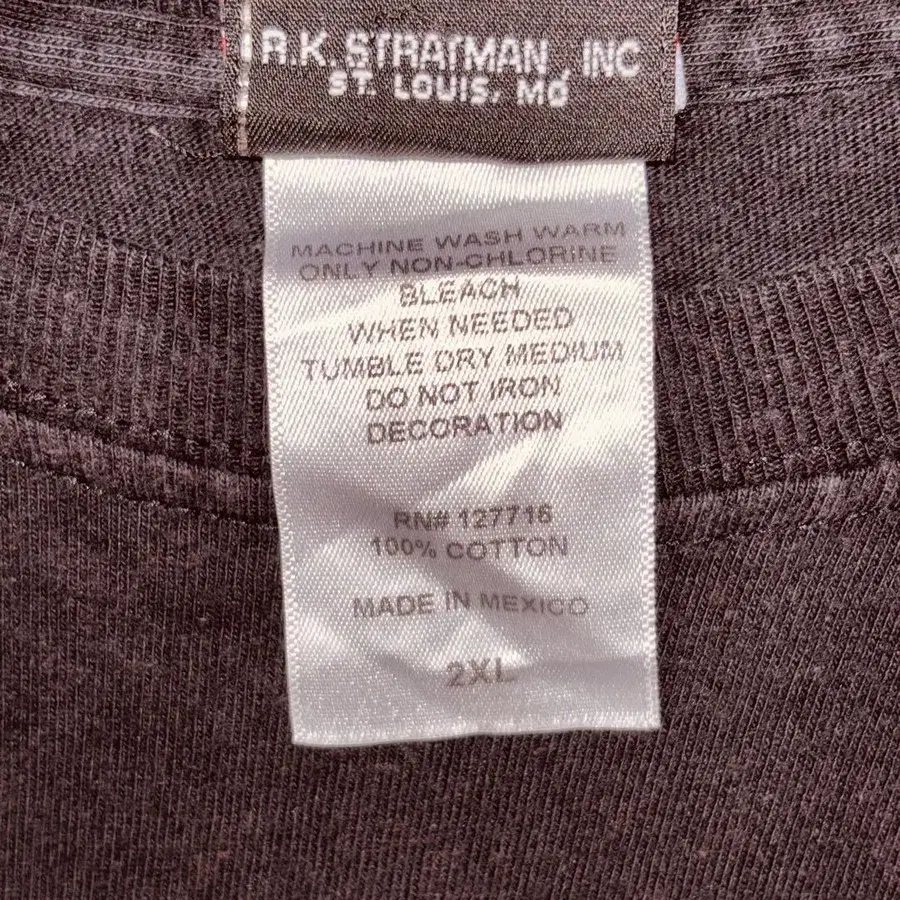 R.K. STRATMAN, INC
ST. LOUIS, MO
MACHINE WASH WARM
ONLY NON-CHLORINE
BLEACH
WHEN NEEDED
TUMBLE DRY MEDIUM
DO NOT IRON
DECORATION
RN# 127716
100% COTTON
MADE IN MEXICO
2XL